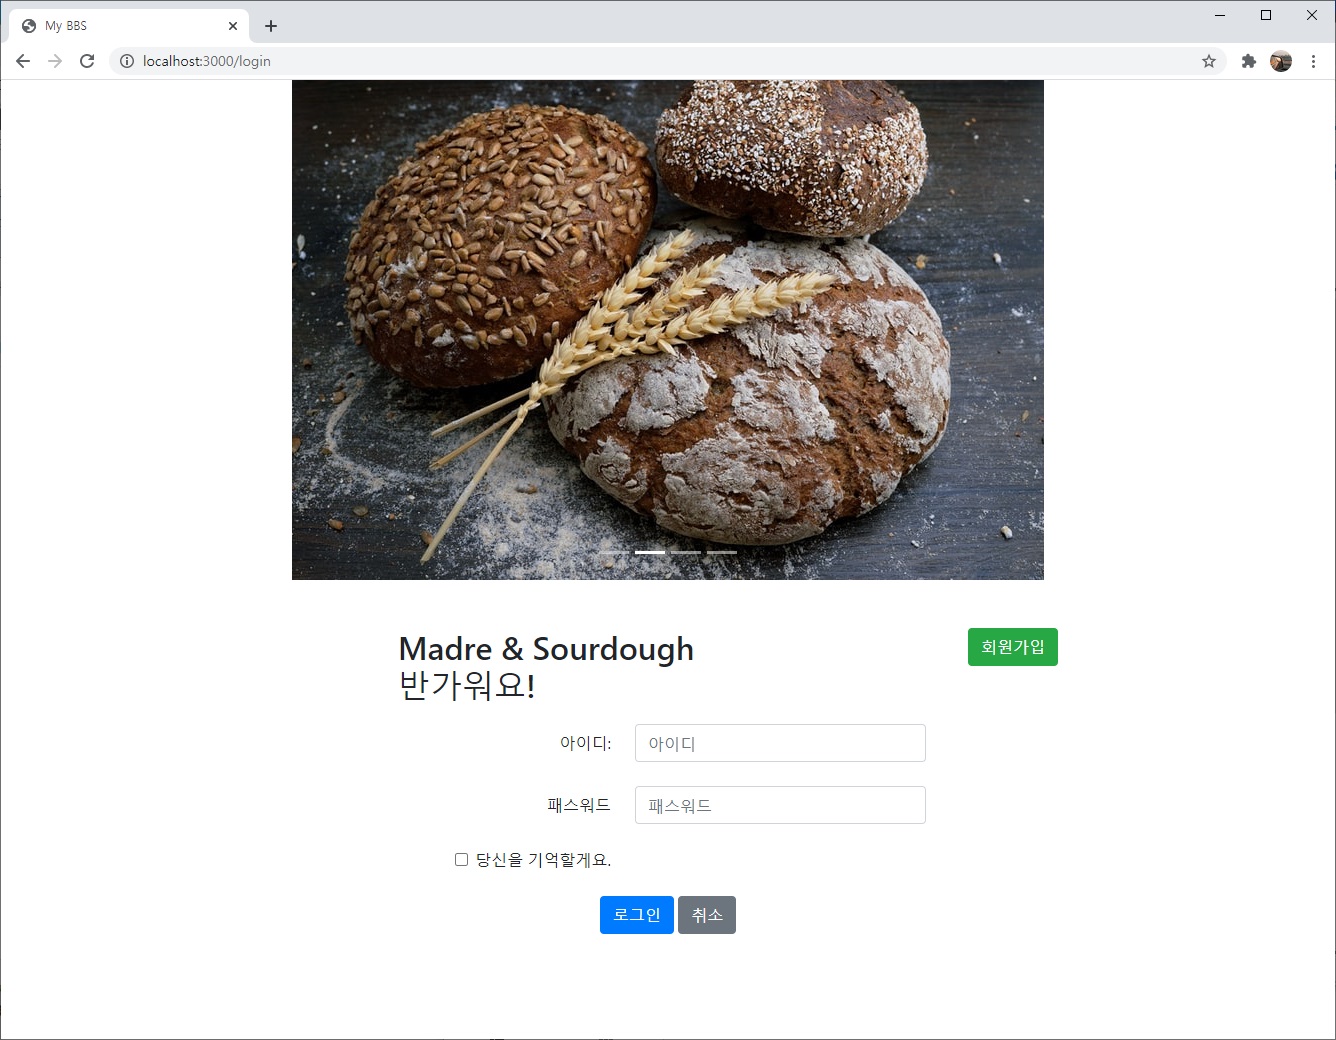 My BBS
localhost:3000/login
Madre & Sourdough
회원가입
반가워요!
아이디:
아이디
패스워드
패스워드
당신을 기억할게요.
로그인 취소